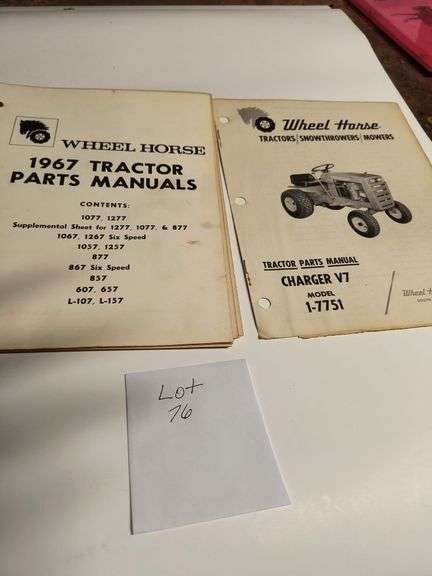 WHEEL HORSE
1967 TRACTOR
PARTS MANUALS
CONTENTS:
1077, 1277
Supplemental Sheet for 1277, 1077, & 877
1067, 1267 Six Speed
1057, 1257
877
867 Six Speed
857
607, 657
L-107, L-157
Wheel Horse
TRACTORS/SNOWTHROWERS/MOWERS
TRACTOR PARTS MANUAL
CHARGER V7
MODEL
1-7751
Wheel Horse
Lot
76